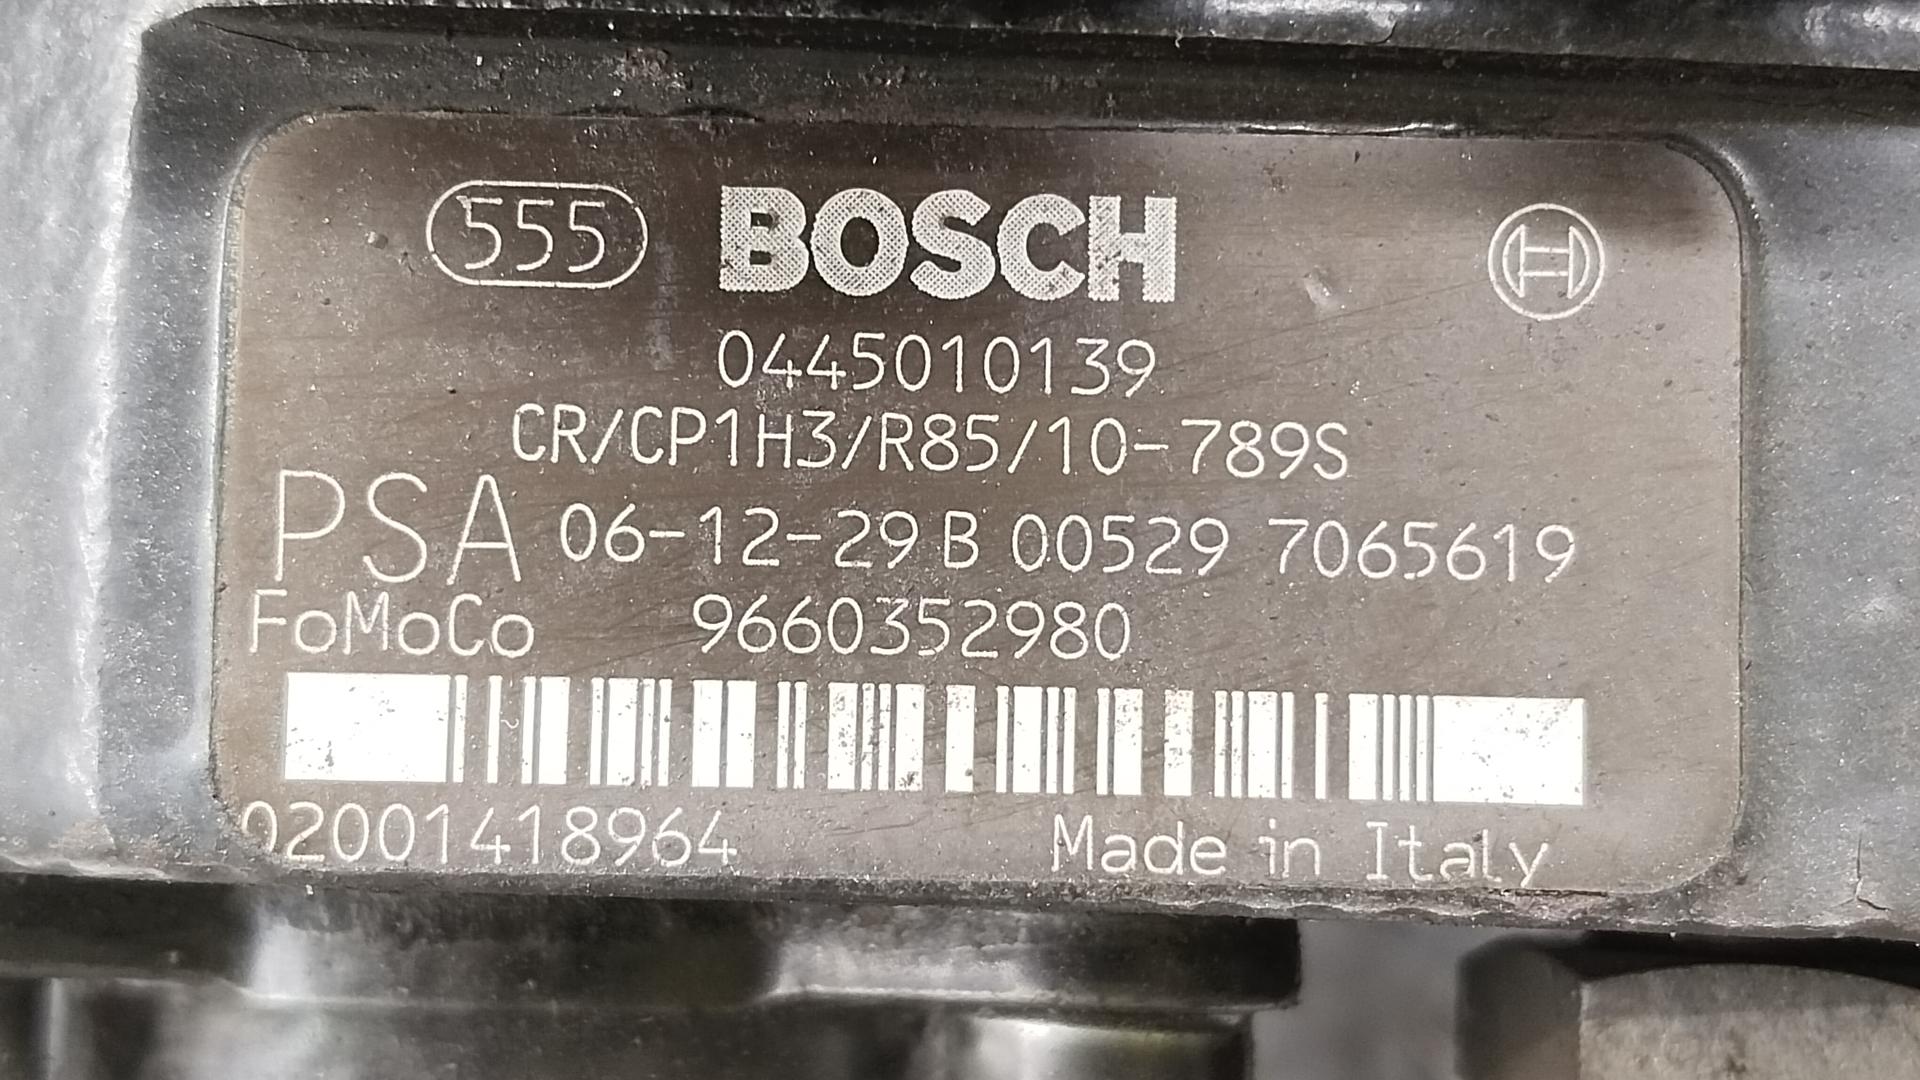 555 BOSCH
0445010139
CR/CP1H3/R85/10-789S
PSA 06-12-29 B 00529 7065619
FoMoCo 9660352980
02001418964 Made in Italy